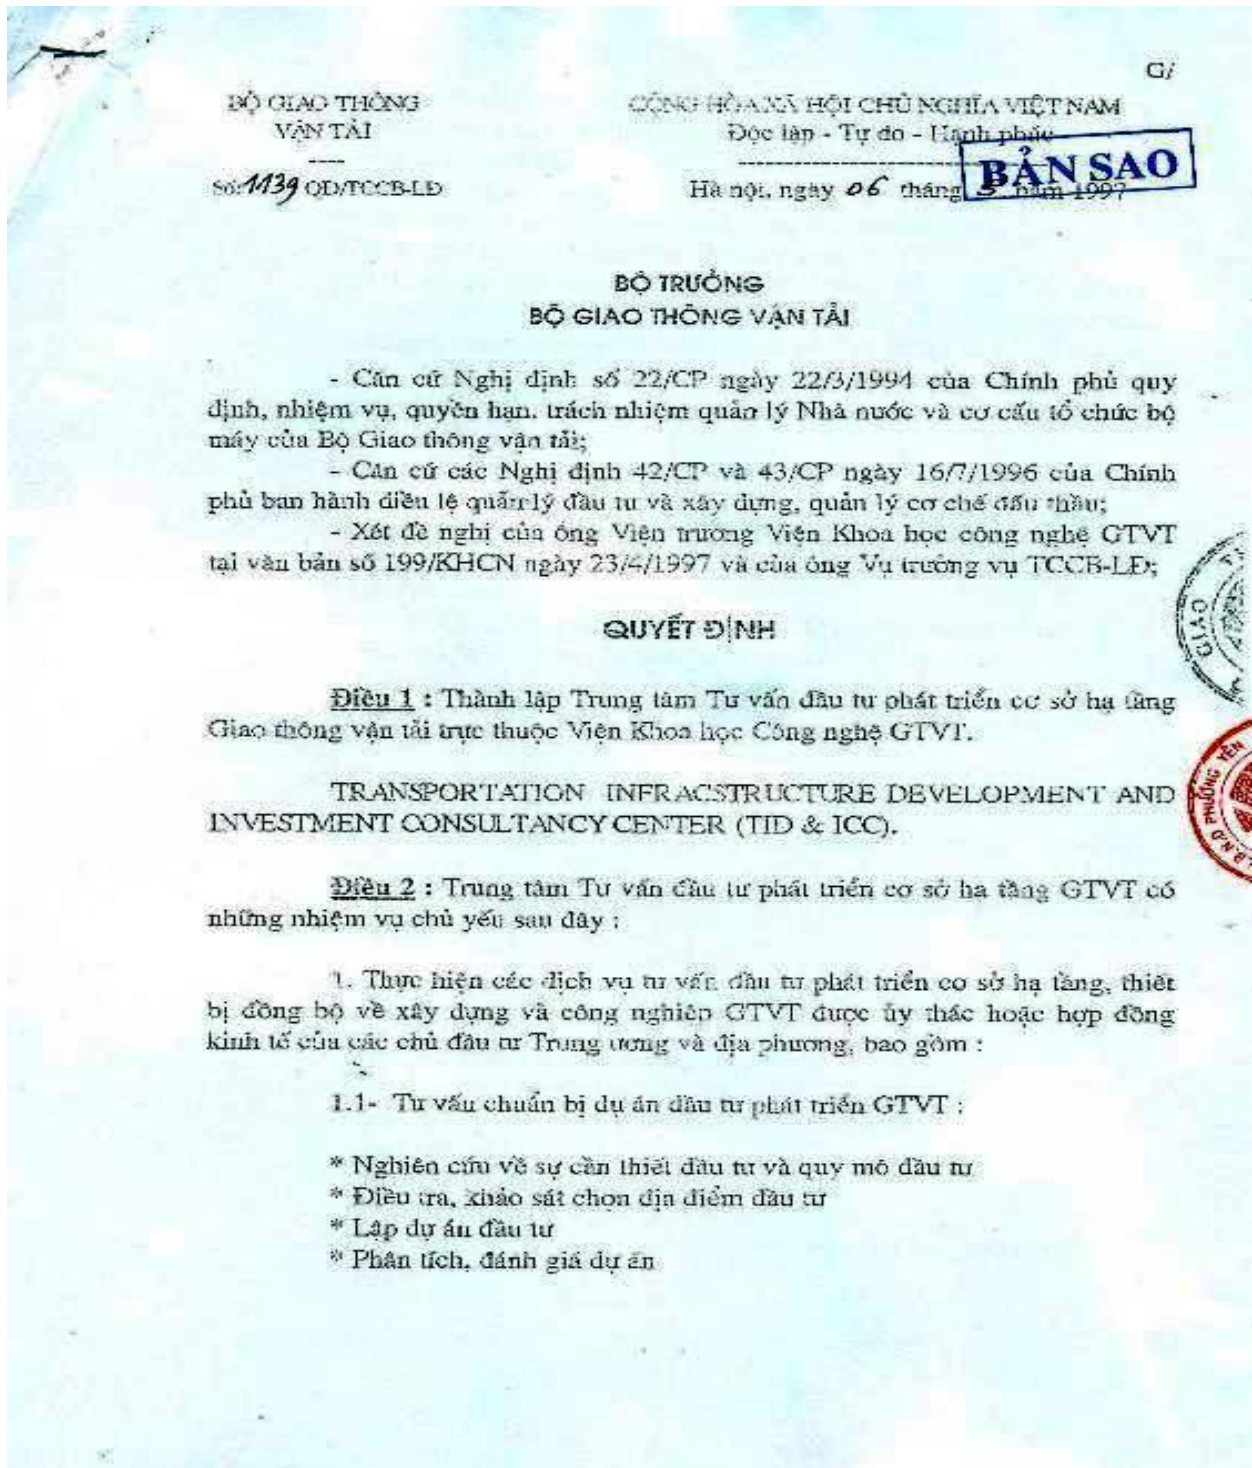 G/
BỘ GIAO THÔNG
VẬN TẢI
----
Số: 1139 QĐ/TCCB-LĐ
CỘNG HÒA XÃ HỘI CHỦ NGHĨA VIỆT NAM
Độc lập - Tự do - Hạnh phúc
BẢN SAO
Hà nội, ngày 06 tháng 5 năm 1997
BỘ TRƯỞNG
BỘ GIAO THÔNG VẬN TẢI
- Căn cứ Nghị định số 22/CP ngày 22/3/1994 của Chính phủ quy
định, nhiệm vụ, quyền hạn, trách nhiệm quản lý Nhà nước và cơ cấu tổ chức bộ
máy của Bộ Giao thông vận tải;
- Căn cứ các Nghị định 42/CP và 43/CP ngày 16/7/1996 của Chính
phủ ban hành điều lệ quản lý đầu tư và xây dựng, quản lý cơ chế đấu thầu;
- Xét đề nghị của ông Viện trưởng Viện Khoa học công nghệ GTVT
tại văn bản số 199/KHCN ngày 23/4/1997 và của ông Vụ trưởng vụ TCCB-LĐ;
QUYẾT ĐỊNH
Điều 1 : Thành lập Trung tâm Tư vấn đầu tư phát triển cơ sở hạ tầng
Giao thông vận tải trực thuộc Viện Khoa học Công nghệ GTVT.
TRANSPORTATION INFRACSTRUCTURE DEVELOPMENT AND
INVESTMENT CONSULTANCY CENTER (TID & ICC).
Điều 2 : Trung tâm Tư vấn đầu tư phát triển cơ sở hạ tầng GTVT có
những nhiệm vụ chủ yếu sau đây :
1. Thực hiện các dịch vụ tư vấn đầu tư phát triển cơ sở hạ tầng, thiết
bị đồng bộ về xây dựng và công nghiệp GTVT được ủy thác hoặc hợp đồng
kinh tế của các chủ đầu tư Trung ương và địa phương, bao gồm :
1.1- Tư vấn chuẩn bị dự án đầu tư phát triển GTVT :
* Nghiên cứu về sự cần thiết đầu tư và quy mô đầu tư
* Điều tra, khảo sát chọn địa điểm đầu tư
* Lập dự án đầu tư
* Phân tích, đánh giá dự án
GIAO
U.B.N.D PHƯỜNG YÊN